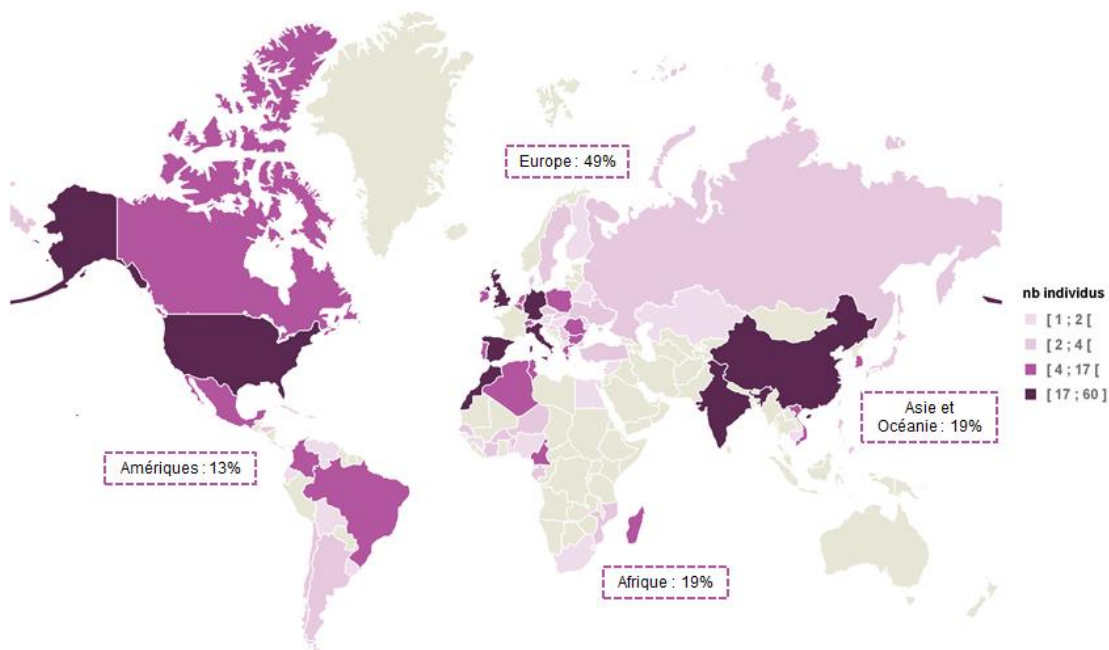 Europe : 49%
nb individus
[ 1 ; 2 [
[ 2 ; 4 [
[ 4 ; 17 [
[ 17 ; 60 ]
Asie et
Océanie : 19%
Amériques : 13%
Afrique : 19%